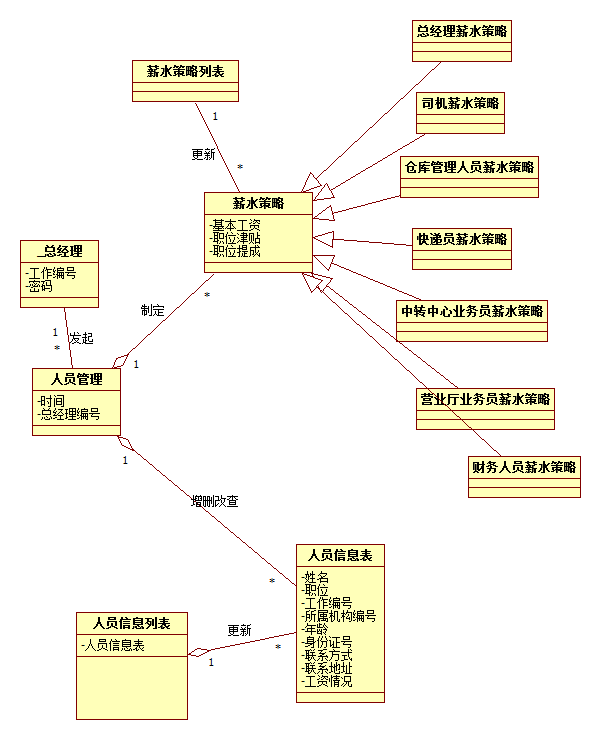 总经理薪水策略
薪水策略列表
司机薪水策略
1
更新
*
仓库管理人员薪水策略
薪水策略
-基本工资
-职位津贴
-职位提成
快递员薪水策略
_总经理
-工作编号
-密码
*
制定
中转中心业务员薪水策略
1
发起
*
1
人员管理
-时间
-总经理编号
营业厅业务员薪水策略
1
财务人员薪水策略
增删改查
*
人员信息表
-姓名
-职位
-工作编号
-所属机构编号
-年龄
-身份证号
-联系方式
-联系地址
-工资情况
人员信息列表
-人员信息表
更新
1
*